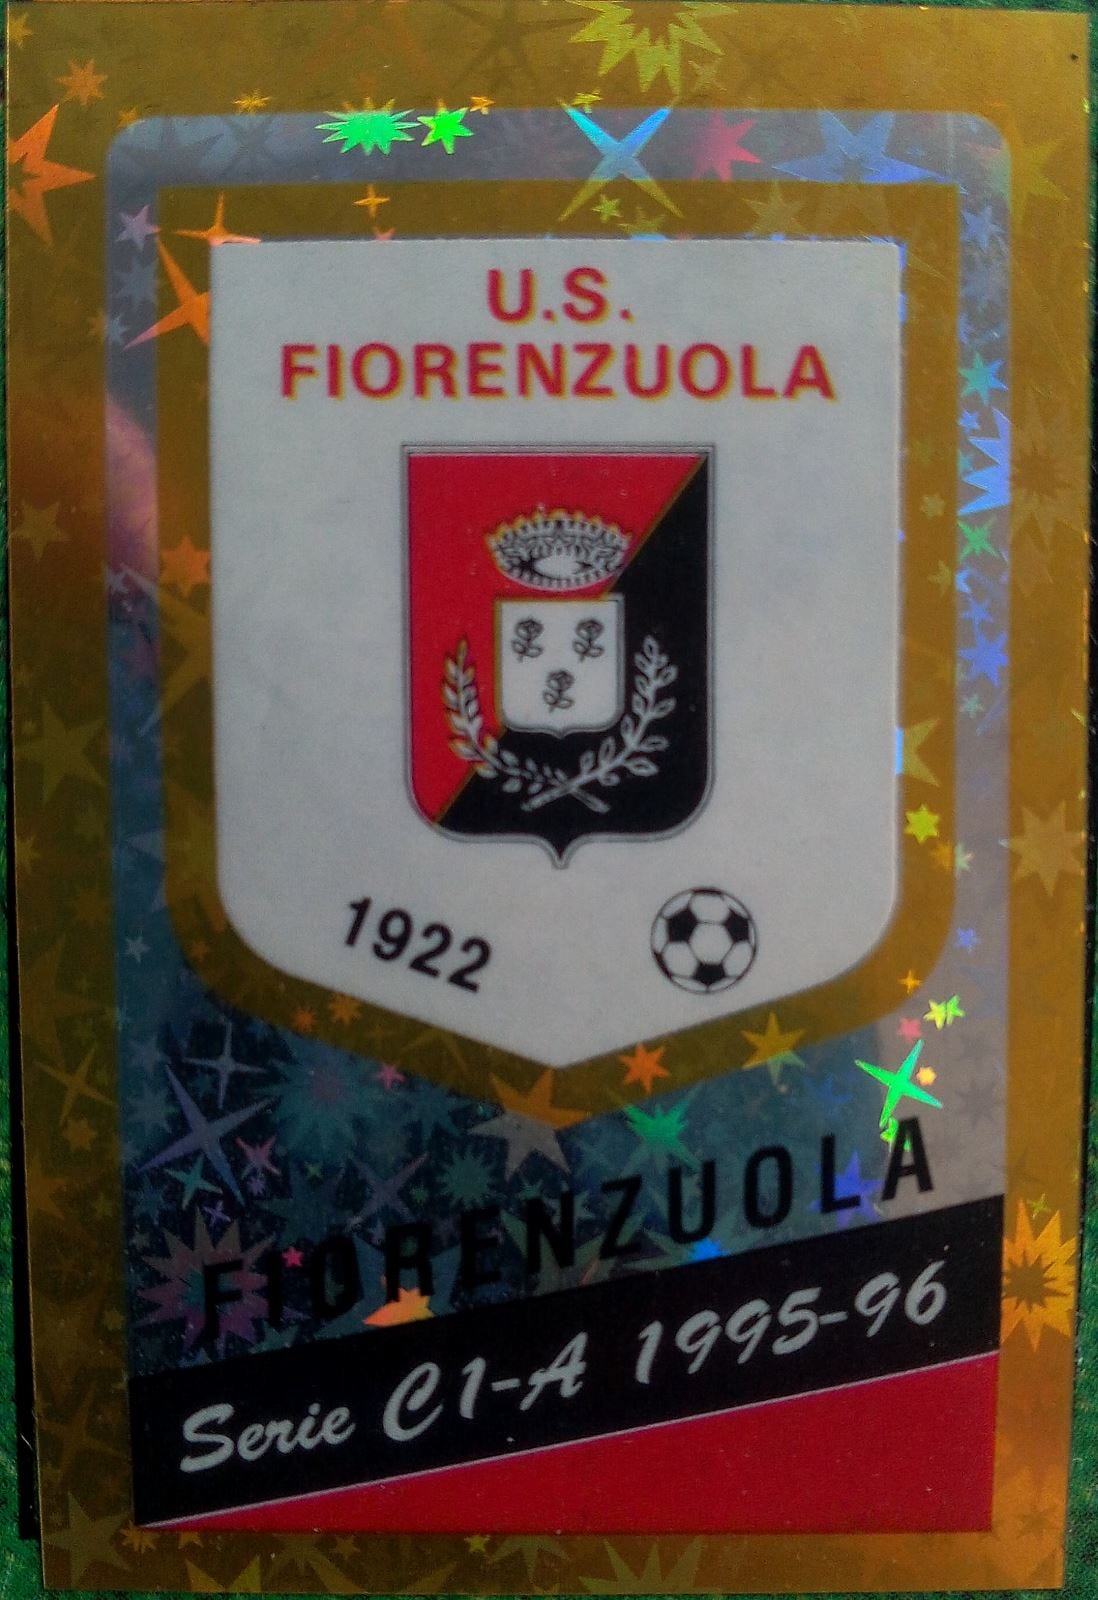 U.S.
FIORENZUOLA
1922
FIORENZUOLA
Serie C1-A 1995-96